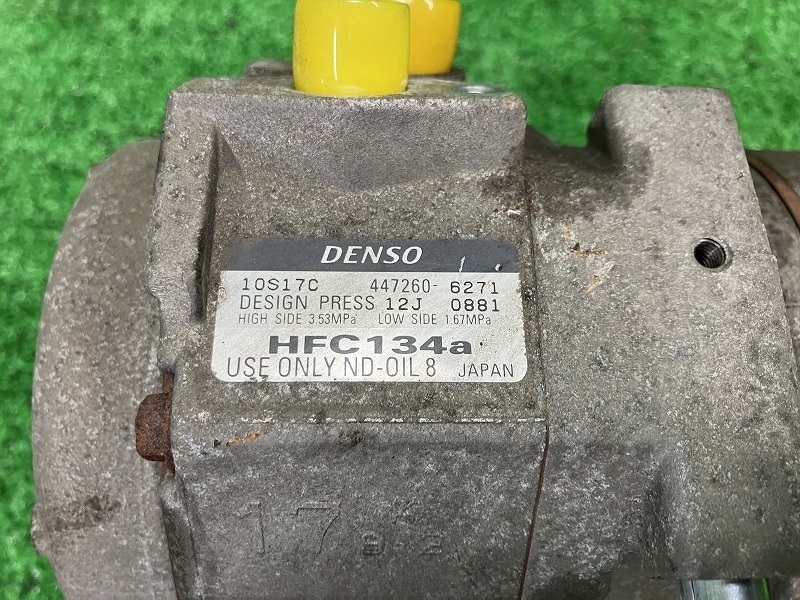 DENSO
10S17C 447260- 6271
DESIGN PRESS 12J 0881
HIGH SIDE 3.53MPa LOW SIDE 1.67MPa
HFC134a
USE ONLY ND-OIL 8 JAPAN
17